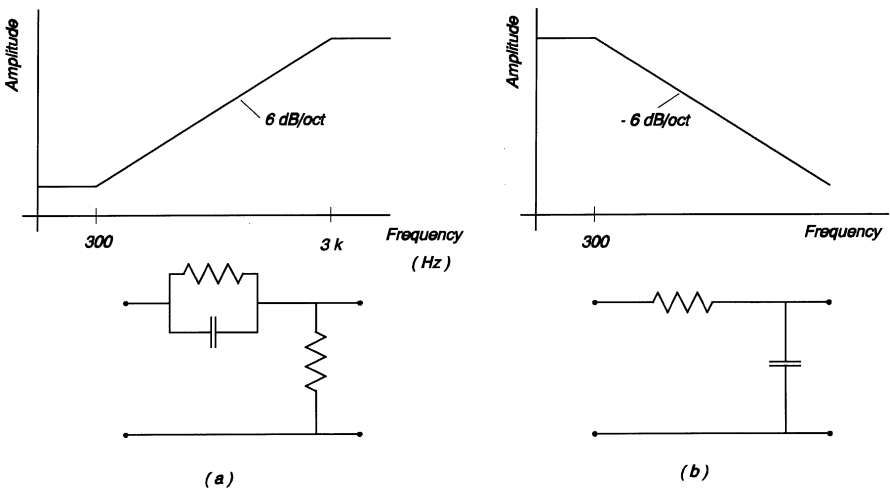 Amplitude
6 dB/oct
300
3 k
Frequency
( Hz )
( a )
Amplitude
- 6 dB/oct
300
Frequency
( b )